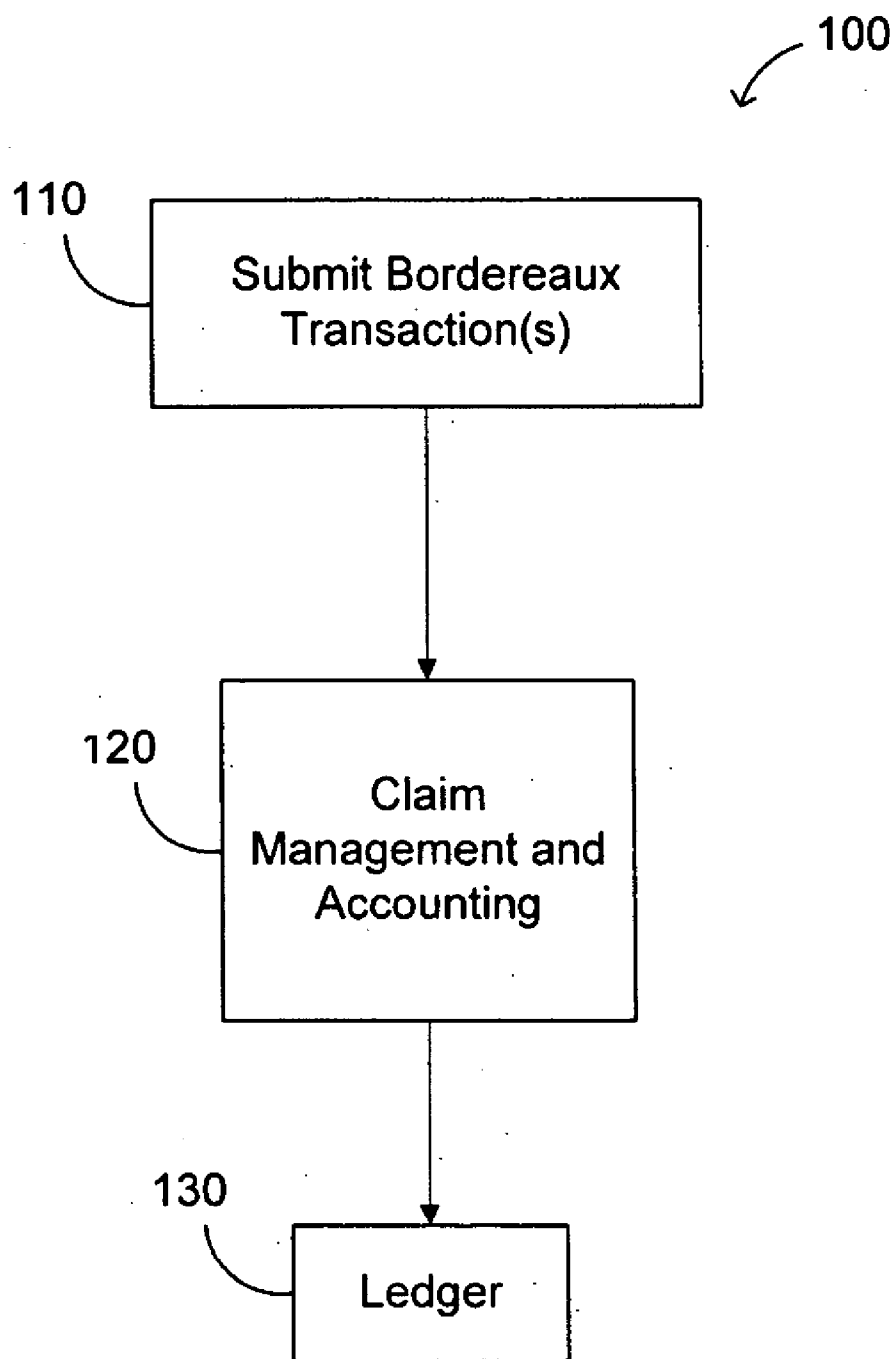 100
110
Submit Bordereaux
Transaction(s)
120
Claim
Management and
Accounting
130
Ledger